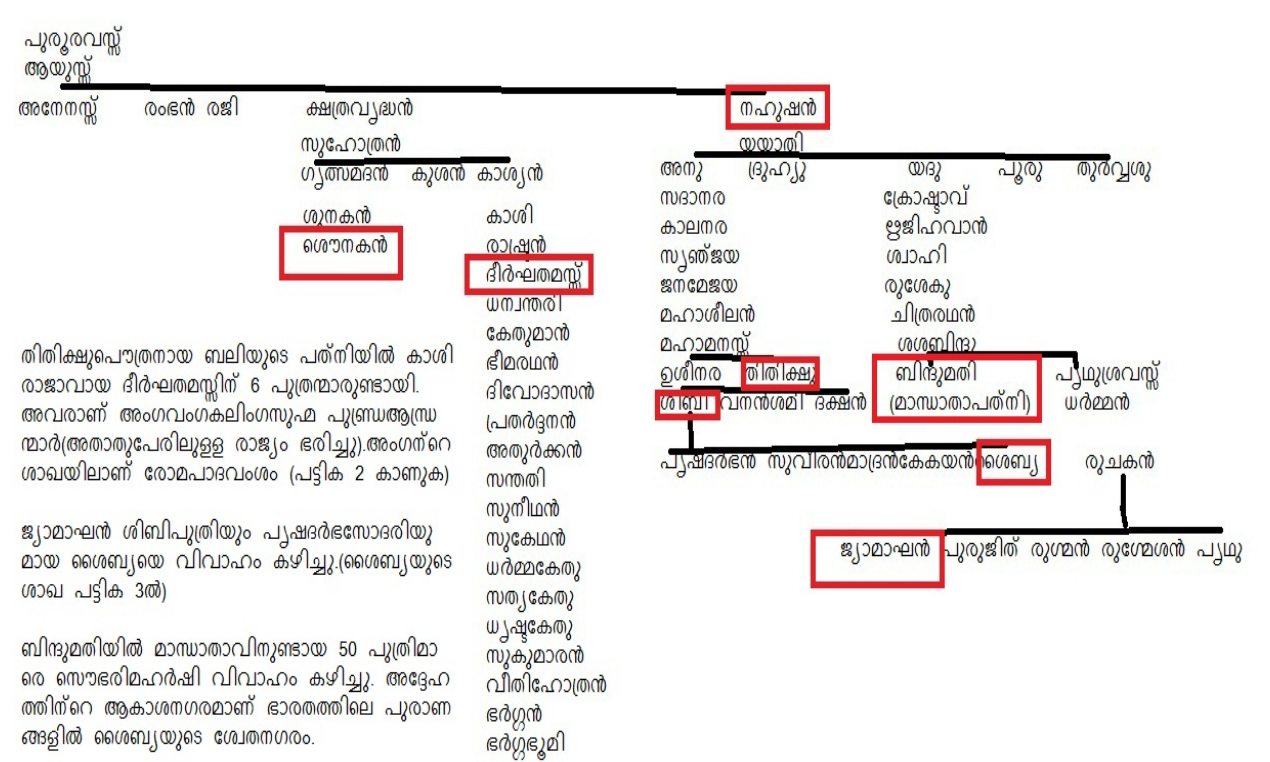 പുരൂരവസ്സ്
ആയുസ്സ്
അനേനസ്സ് രംഭൻ രജി ക്ഷത്രവൃദ്ധൻ നഹുഷൻ
സുഹോത്രൻ യയാതി
ഗൃത്സമദൻ കുശൻ കാശ്യൻ അനു ദ്രുഹ്യു യദു പൂരു തുർവ്വശു
സദാനര ക്രോഷ്ടാവ്
ശുനകൻ കാശി കാലനര ഋജിഹവാൻ
ശൌനകൻ രാഷ്ട്രൻ സൃഞ്ജയ ശ്വാഹി
ദീർഘതമസ്സ് ജനമേജയ രുശേകു
ധന്വന്തരി മഹാശീലൻ ചിത്രരഥൻ
കേതുമാൻ മഹാമനസ്സ് ശശബിന്ദു
ഭീമരഥൻ ഉശീനര തിതിക്ഷു ബിന്ദുമതി പൃഥുശ്രവസ്സ്
ദിവോദാസൻ ശിബി വനൻശമി ദക്ഷൻ (മാന്ധാതാപത്നി) ധർമ്മൻ
പ്രതർദ്ദനൻ
അതുർക്കൻ പൃഷദർഭൻ സുവീരൻമാദ്രൻകേകയൻശൈബ്യ രുചകൻ
സന്തതി
സുനീഥൻ
സുകേഥൻ ജ്യാമാഘൻ പുരുജിത് രുഗ്മൻ രുഗ്മേശൻ പൃഥു
ധർമ്മകേതു
സത്യകേതു
ധൃഷ്ടകേതു
സുകുമാരൻ
വീതിഹോത്രൻ
ഭർഗ്ഗൻ
ഭർഗ്ഗഭൂമി
തിതിക്ഷുപൌത്രനായ ബലിയുടെ പത്നിയിൽ കാശി
രാജാവായ ദീർഘതമസ്സിന് 6 പുത്രന്മാരുണ്ടായി.
അവരാണ് അംഗവംഗകലിംഗസുഹ്മ പുണ്ഡ്രആന്ധ്ര
ന്മാർ(അതാതുപേരിലുളള രാജ്യം ഭരിച്ചു).അംഗന്റെ
ശാഖയിലാണ് രോമപാദവംശം (പട്ടിക 2 കാണുക)
ജ്യാമാഘൻ ശിബിപുത്രിയും പൃഷദർഭസോദരിയു
മായ ശൈബ്യയെ വിവാഹം കഴിച്ചു.(ശൈബ്യയുടെ
ശാഖ പട്ടിക 3ൽ)
ബിന്ദുമതിയിൽ മാന്ധാതാവിനുണ്ടായ 50 പുത്രിമാ
രെ സൌഭരിമഹർഷി വിവാഹം കഴിച്ചു. അദ്ദേഹ
ത്തിന്റെ ആകാശനഗരമാണ് ഭാരതത്തിലെ പുരാണ
ങ്ങളിൽ ശൈബ്യയുടെ ശ്വേതനഗരം.